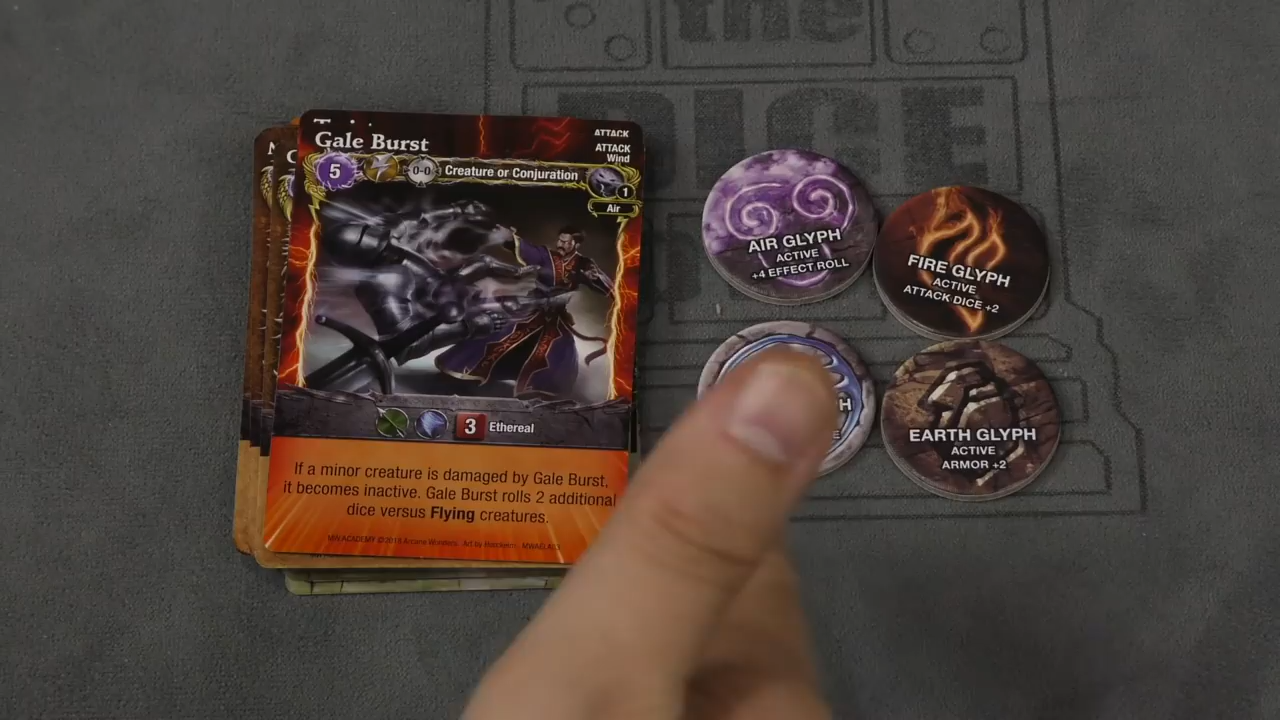 the
DICE
Gale Burst
ATTACK
ATTACK
Wind
5
0-0
Creature or Conjuration
1
Air
3 Ethereal
If a minor creature is damaged by Gale Burst,
it becomes inactive. Gale Burst rolls 2 additional
dice versus Flying creatures.
AIR GLYPH
ACTIVE
+4 EFFECT ROLL
FIRE GLYPH
ACTIVE
ATTACK DICE +2
EARTH GLYPH
ACTIVE
ARMOR +2